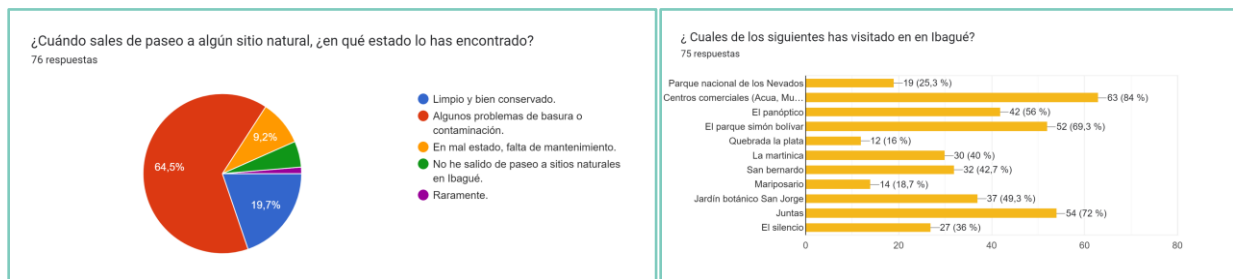 ¿Cuándo sales de paseo a algún sitio natural, ¿en qué estado lo has encontrado?
76 respuestas
64,5%
9,2%
19,7%
Limpio y bien conservado.
Algunos problemas de basura o
contaminación.
En mal estado, falta de mantenimiento.
No he salido de paseo a sitios naturales
en Ibagué.
Raramente.
¿ Cuales de los siguientes has visitado en en Ibagué?
75 respuestas
Parque nacional de los Nevados 19 (25,3 %)
Centros comerciales (Acua, Mu... 63 (84 %)
El panóptico 42 (56 %)
El parque simón bolívar 52 (69,3 %)
Quebrada la plata 12 (16 %)
La martinica 30 (40 %)
San bernardo 32 (42,7 %)
Mariposario 14 (18,7 %)
Jardín botánico San Jorge 37 (49,3 %)
Juntas 54 (72 %)
El silencio 27 (36 %)
0 20 40 60 80